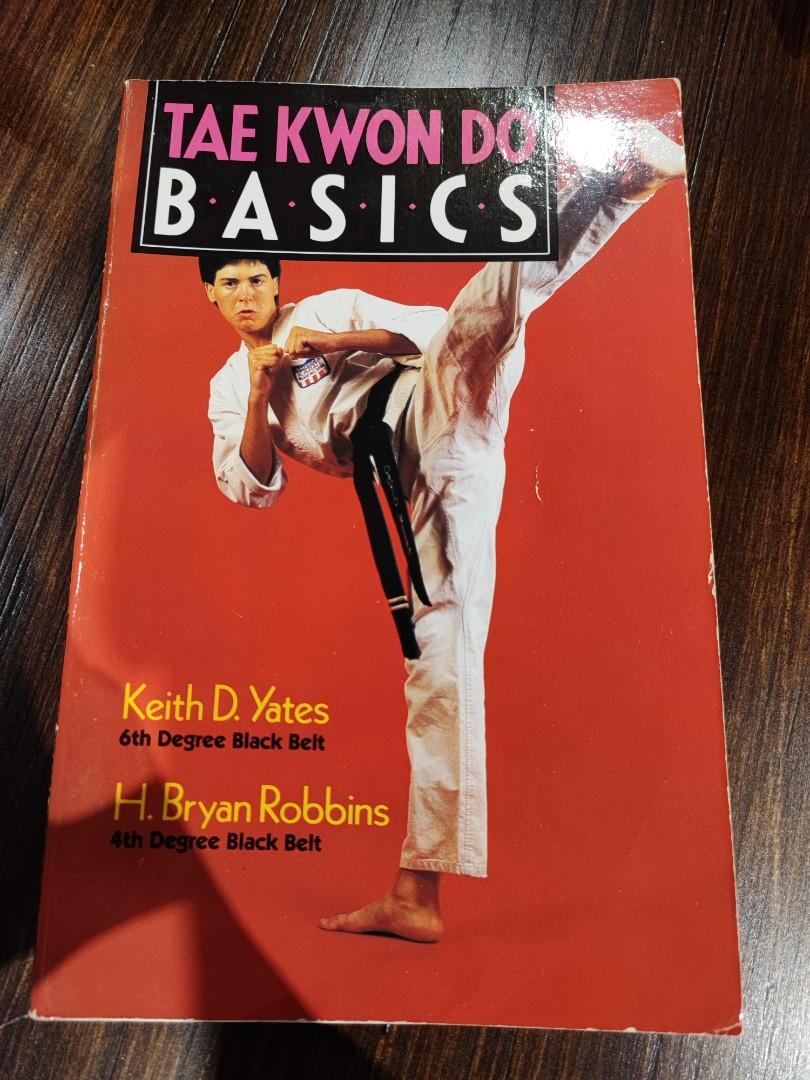 TAE KWON DO
B·A·S·I·C·S
Keith D. Yates
6th Degree Black Belt
H. Bryan Robbins
4th Degree Black Belt